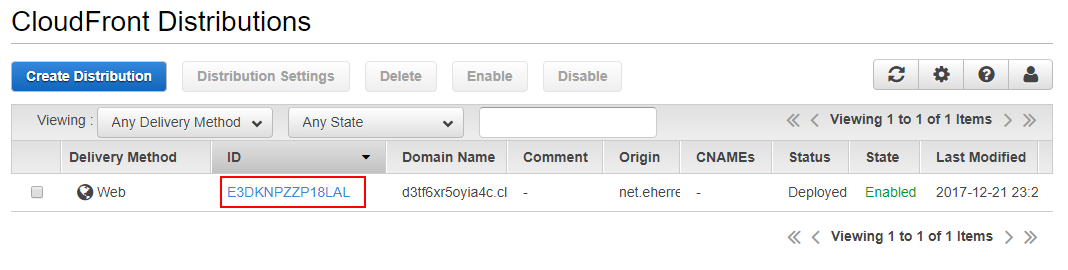 CloudFront Distributions
Create Distribution Distribution Settings Delete Enable Disable
Viewing : Any Delivery Method Any State Viewing 1 to 1 of 1 Items
Delivery Method ID Domain Name Comment Origin CNAMEs Status State Last Modified
Web E3DKNPZZP18LAL d3tf6xr5oyia4c.cl - net.eherre - Deployed Enabled 2017-12-21 23:2
Viewing 1 to 1 of 1 Items